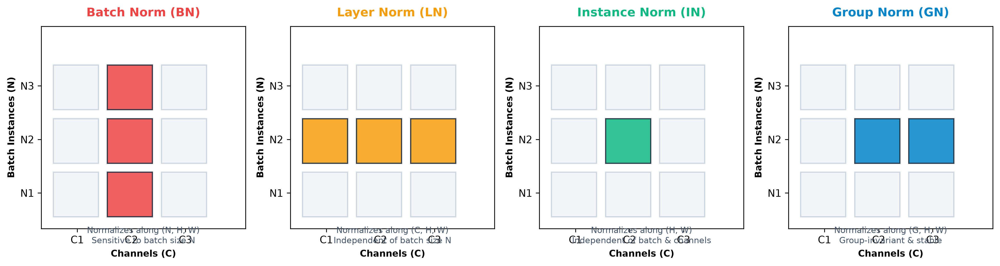 Batch Norm (BN)
Batch Instances (N)
N3
N2
N1
Normalizes along (N, H, W)
Sensitive to batch size N
C1 C2 C3
Channels (C)
Layer Norm (LN)
Batch Instances (N)
N3
N2
N1
Normalizes along (C, H, W)
Independent of batch size N
C1 C2 C3
Channels (C)
Instance Norm (IN)
Batch Instances (N)
N3
N2
N1
Normalizes along (H, W)
Independent of batch & channels
C1 C2 C3
Channels (C)
Group Norm (GN)
Batch Instances (N)
N3
N2
N1
Normalizes along (G, H, W)
Group-invariant & stable
C1 C2 C3
Channels (C)